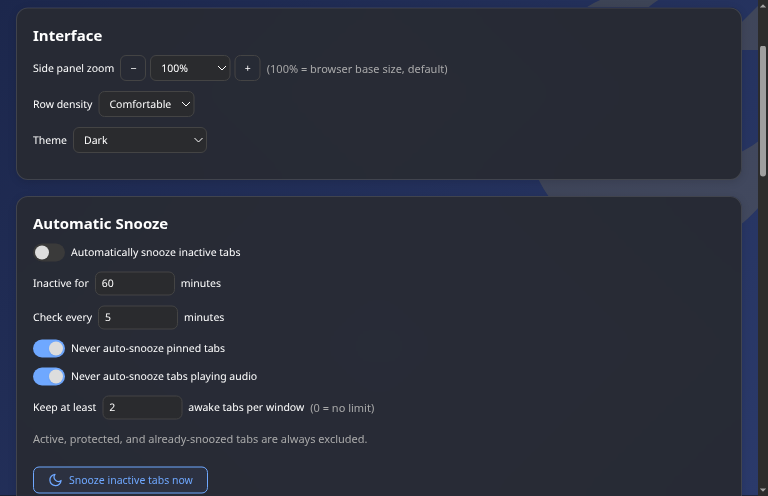 Interface
Side panel zoom − 100% + (100% = browser base size, default)
Row density Comfortable
Theme Dark
Automatic Snooze
Automatically snooze inactive tabs
Inactive for 60 minutes
Check every 5 minutes
Never auto-snooze pinned tabs
Never auto-snooze tabs playing audio
Keep at least 2 awake tabs per window (0 = no limit)
Active, protected, and already-snoozed tabs are always excluded.
Snooze inactive tabs now